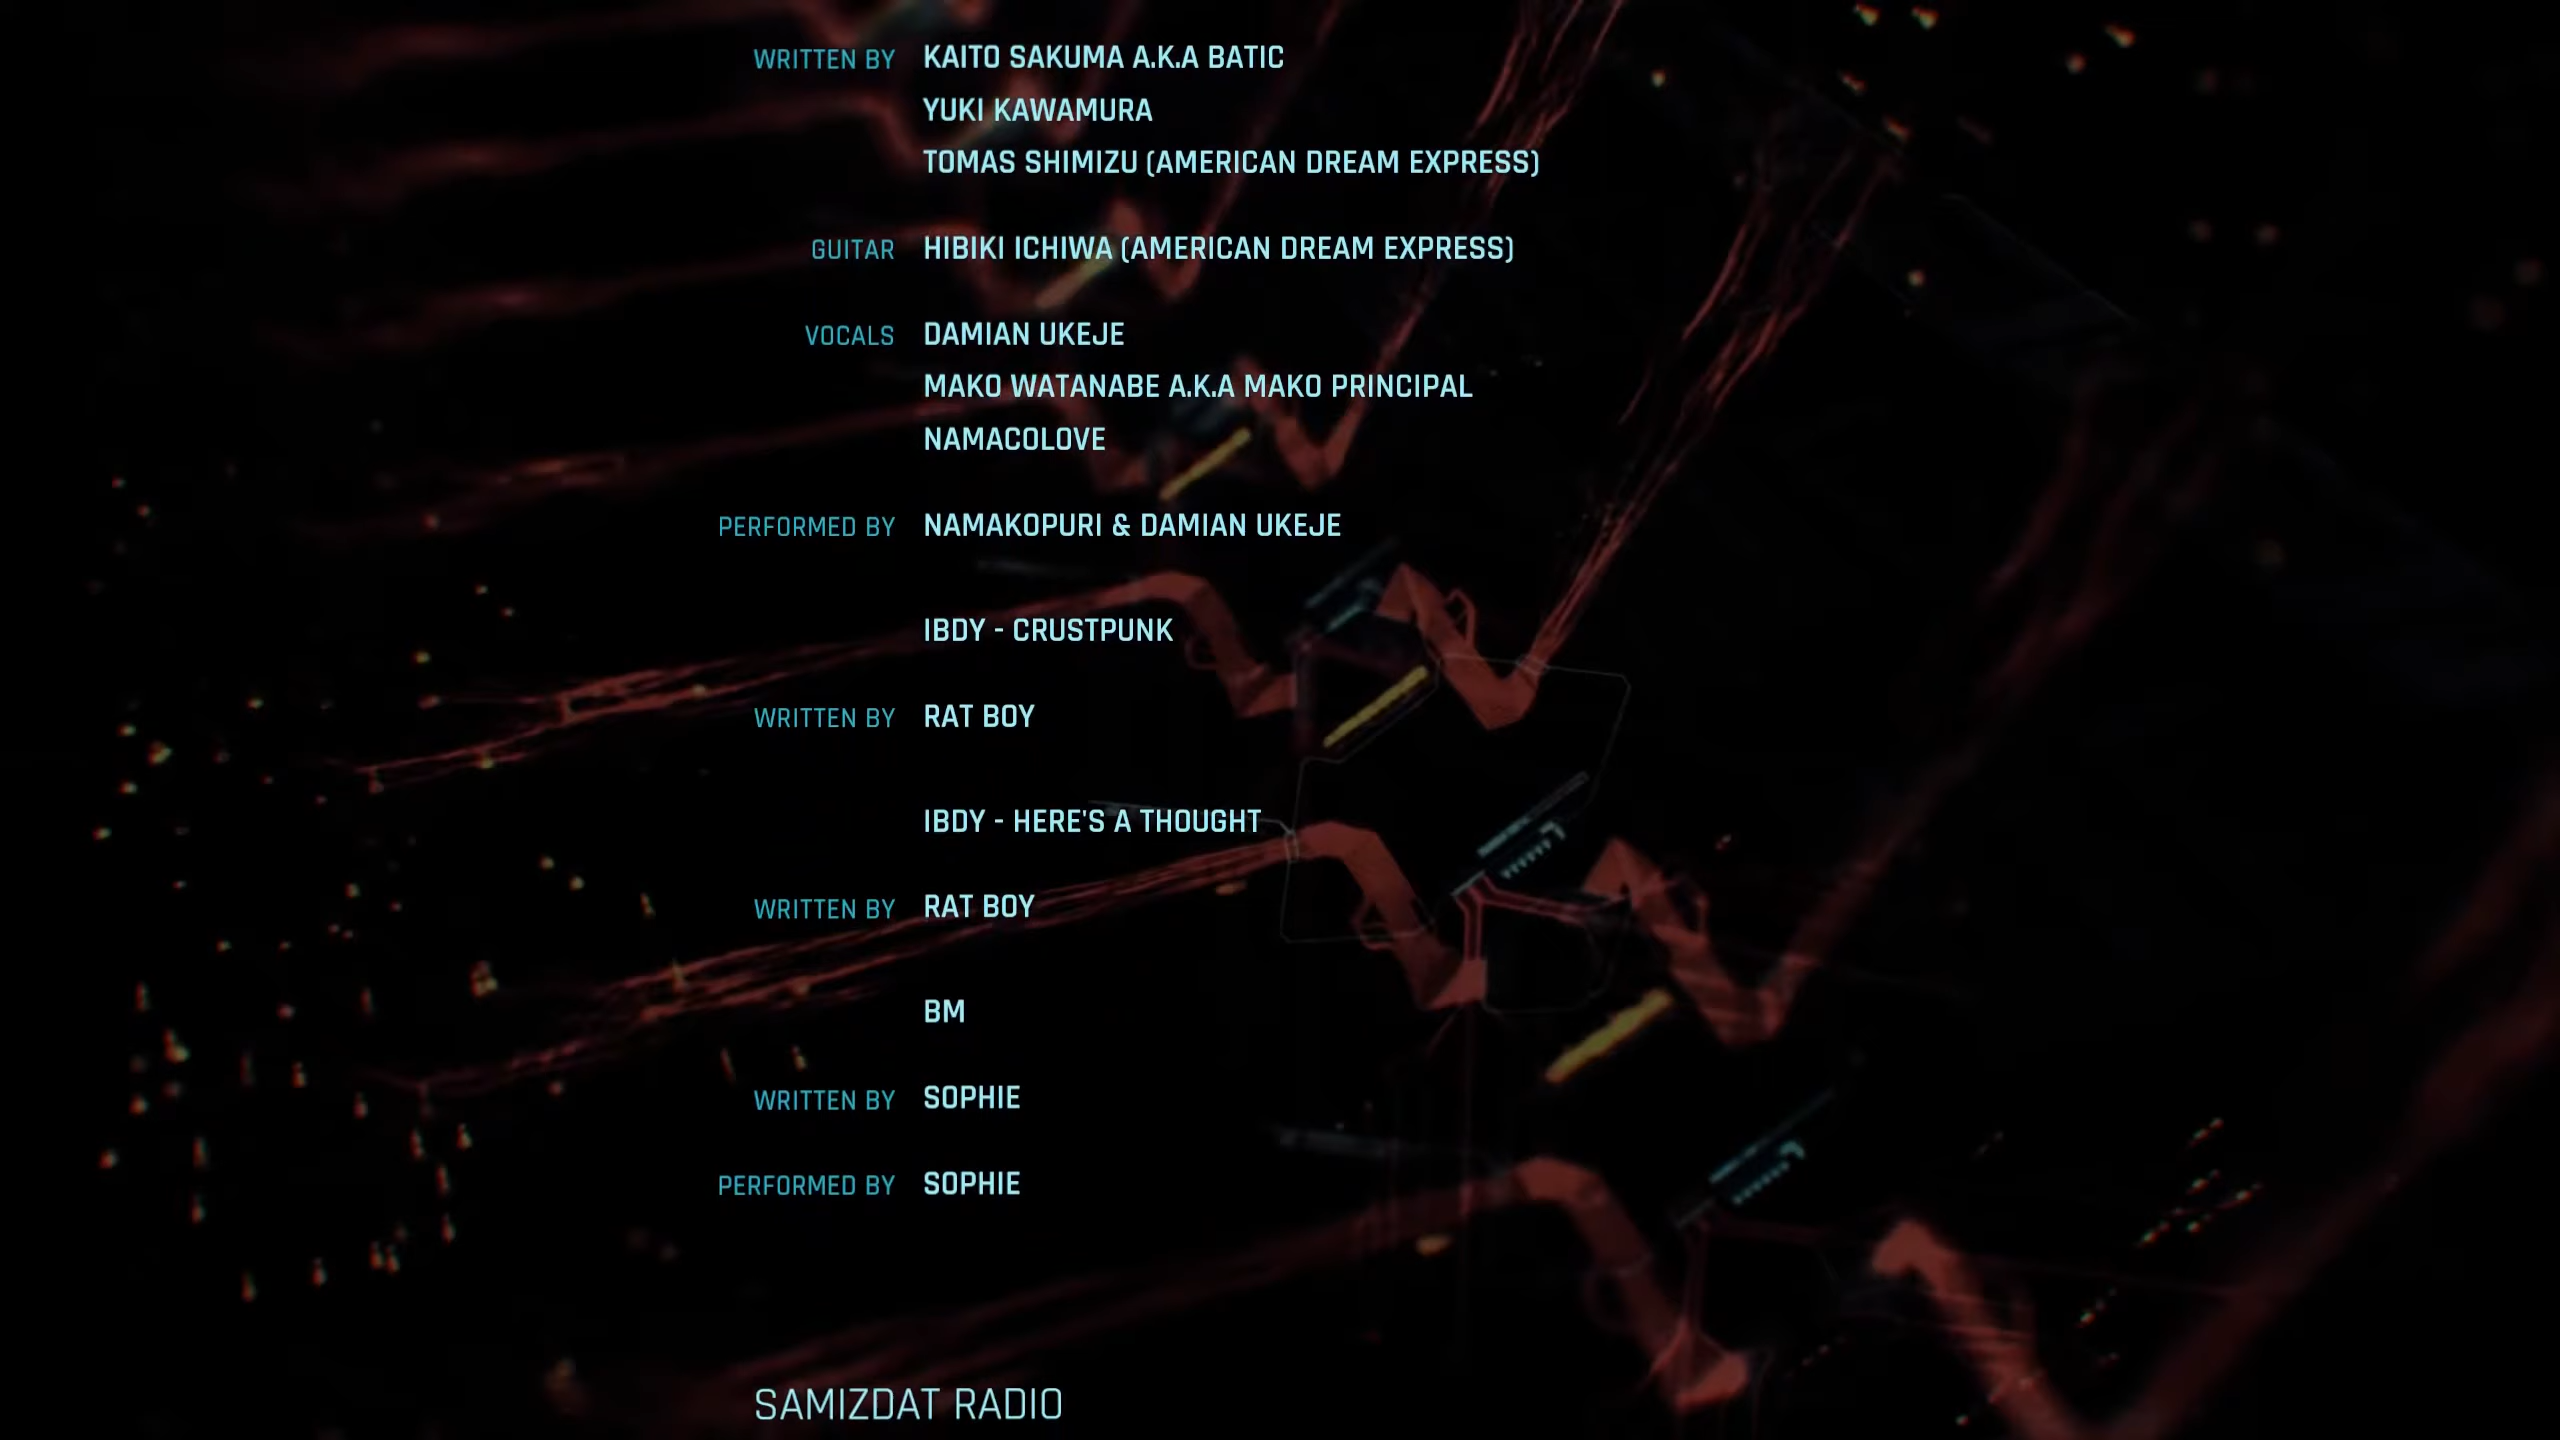 WRITTEN BY KAITO SAKUMA A.K.A BATIC
YUKI KAWAMURA
TOMAS SHIMIZU (AMERICAN DREAM EXPRESS)
GUITAR HIBIKI ICHIWA (AMERICAN DREAM EXPRESS)
VOCALS DAMIAN UKEJE
MAKO WATANABE A.K.A MAKO PRINCIPAL
NAMACOLOVE
PERFORMED BY NAMAKOPURI & DAMIAN UKEJE
IBDY - CRUSTPUNK
WRITTEN BY RAT BOY
IBDY - HERE'S A THOUGHT
WRITTEN BY RAT BOY
BM
WRITTEN BY SOPHIE
PERFORMED BY SOPHIE
SAMIZDAT RADIO